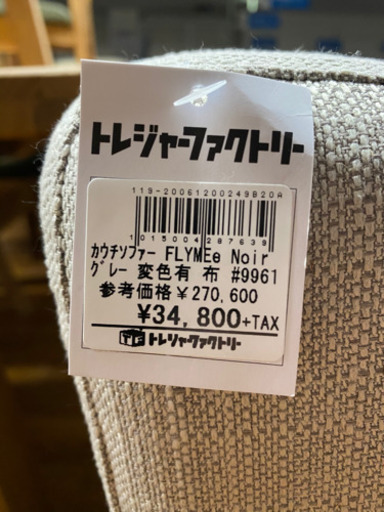 トレジャーファクトリー
119-20061200249B20A
1015004287639
ｶｳﾁｿﾌｧｰ FLYMEe Noir
ｸﾞﾚｰ 変色有 布 #9961
参考価格￥270,600
¥34,800+TAX
TF トレジャーファクトリー